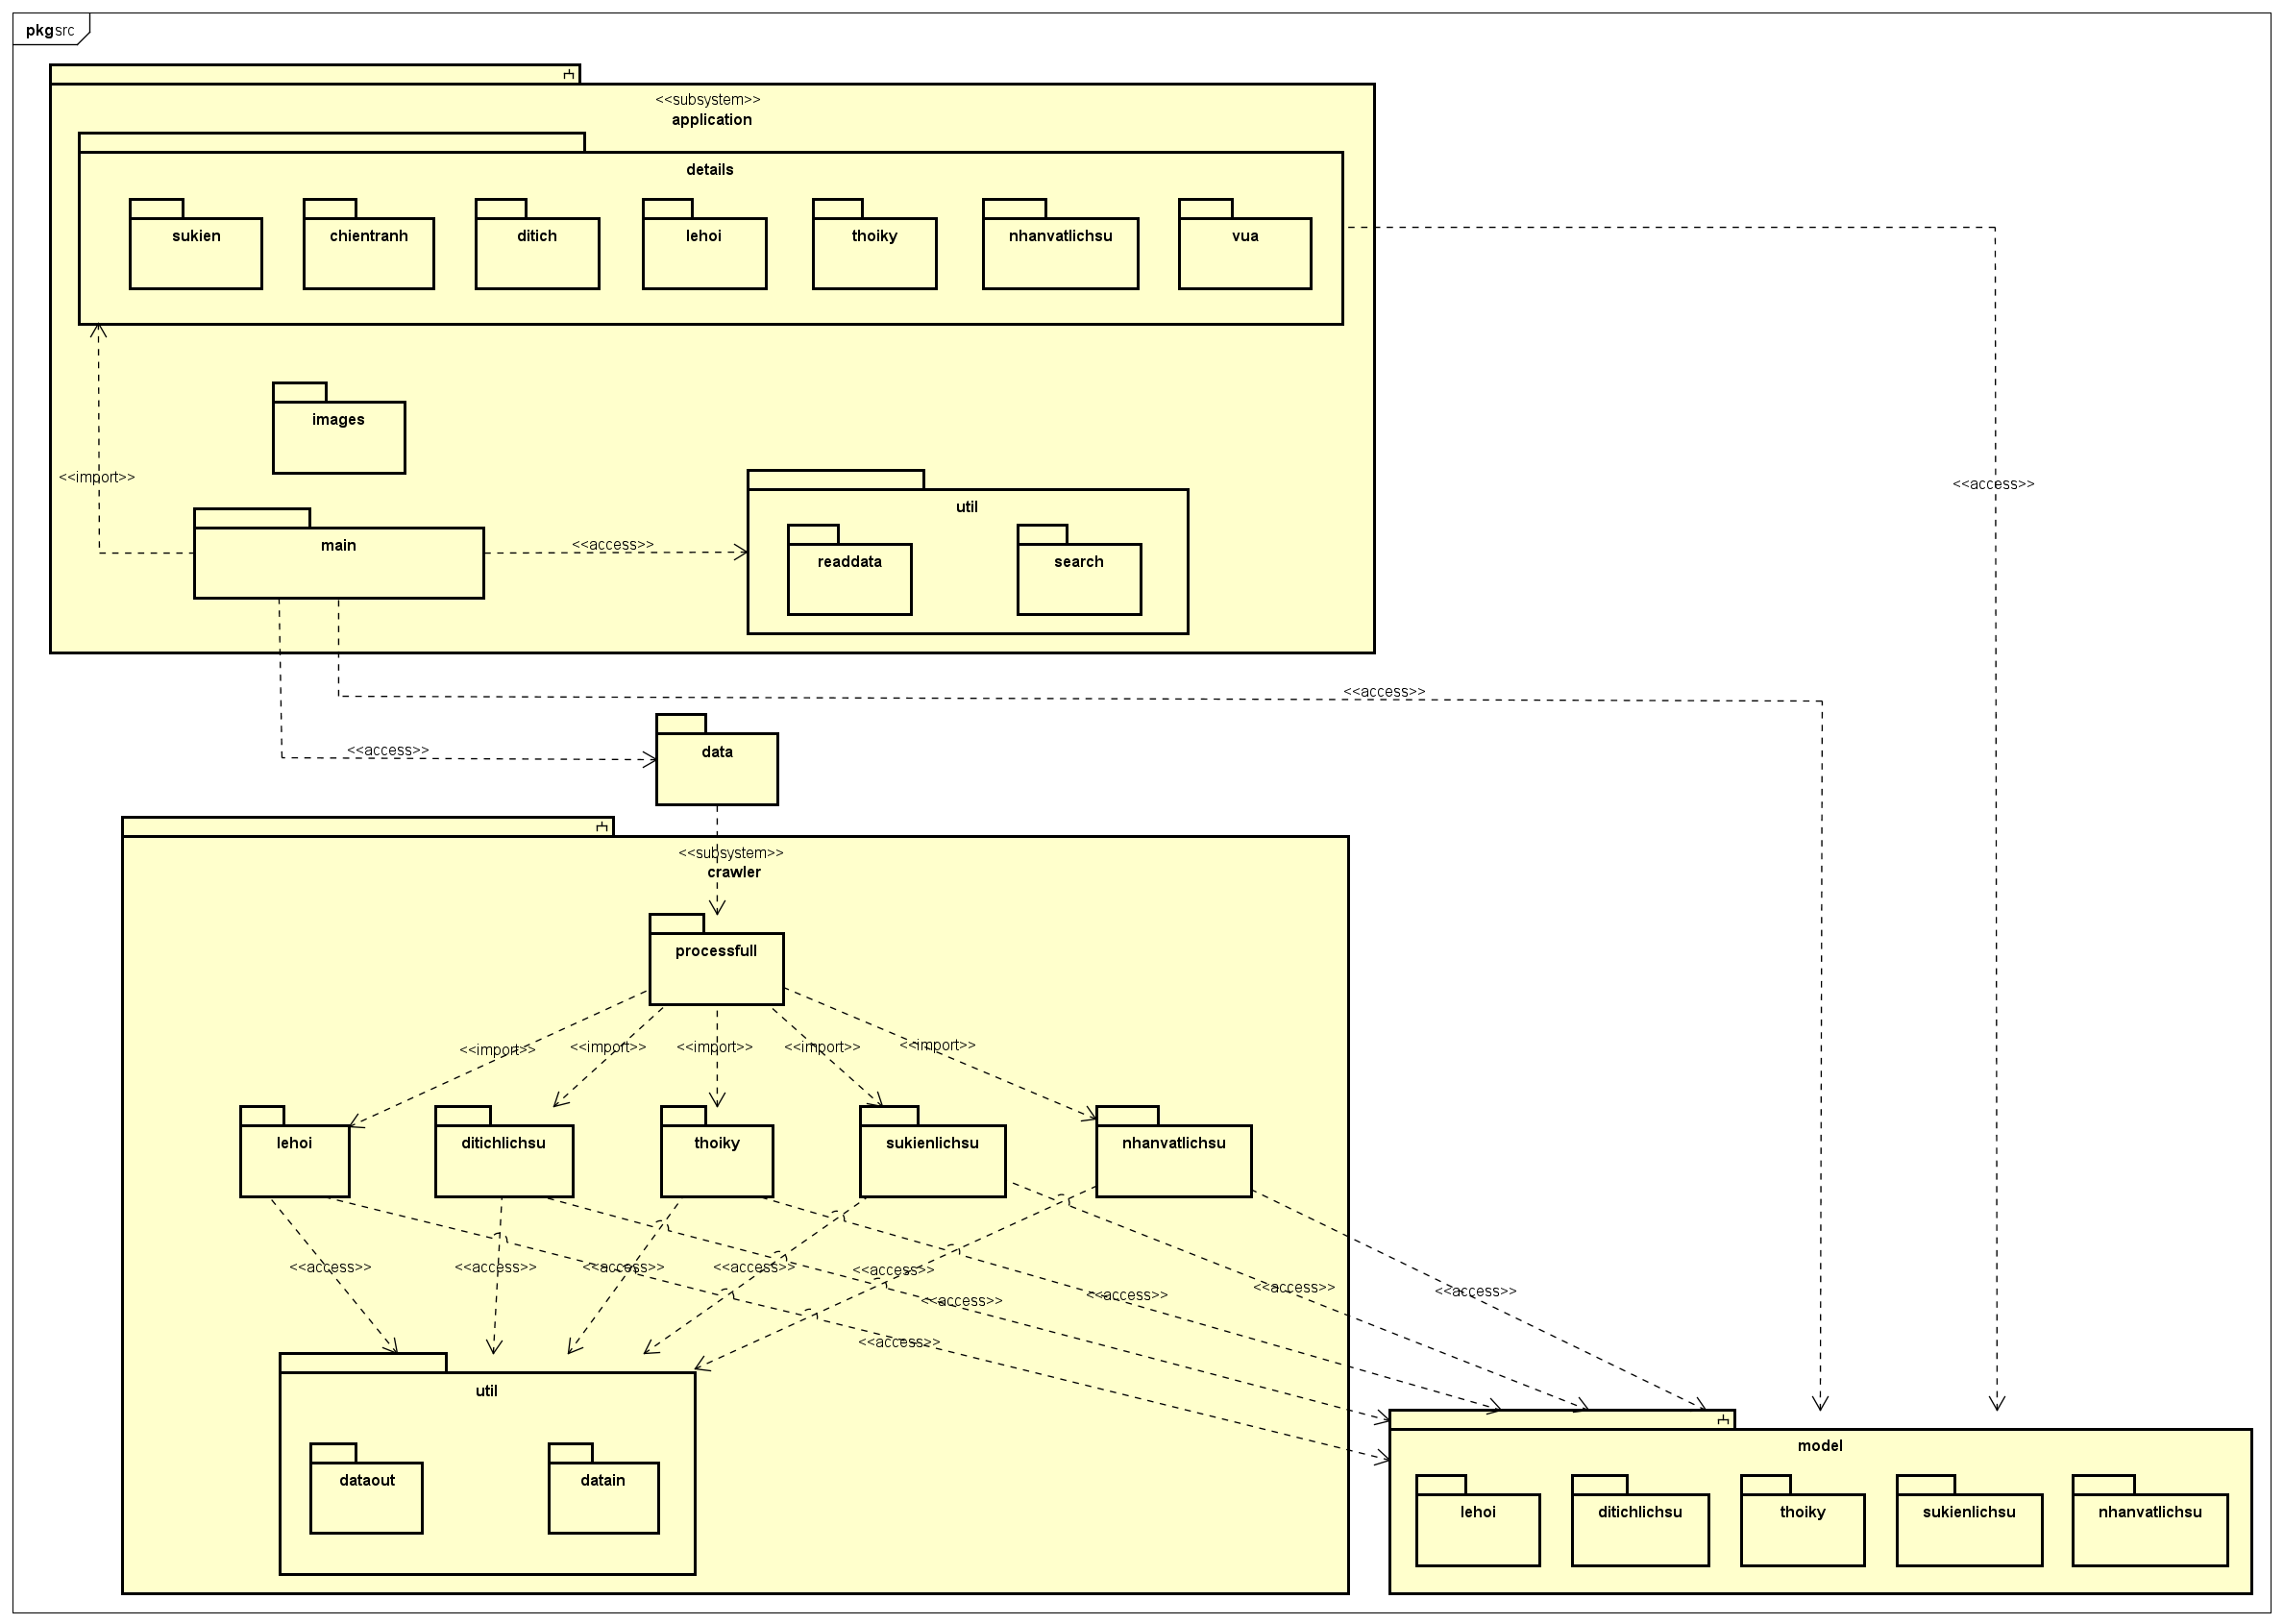 pkg src
<<subsystem>>
application
details
sukien
chientranh
ditich
lehoi
thoiky
nhanvatlichsu
vua
images
<<import>>
<<access>>
util
main
<<access>>
readdata
search
<<access>>
<<access>>
data
<<subsystem>>
crawler
processfull
<<import>>
<<import>>
<<import>>
<<import>>
<<import>>
lehoi
ditichlichsu
thoiky
sukienlichsu
nhanvatlichsu
<<access>>
<<access>>
<<access>>
<<access>>
<<access>>
<<access>>
<<access>>
<<access>>
<<access>>
<<access>>
util
dataout
datain
model
lehoi
ditichlichsu
thoiky
sukienlichsu
nhanvatlichsu